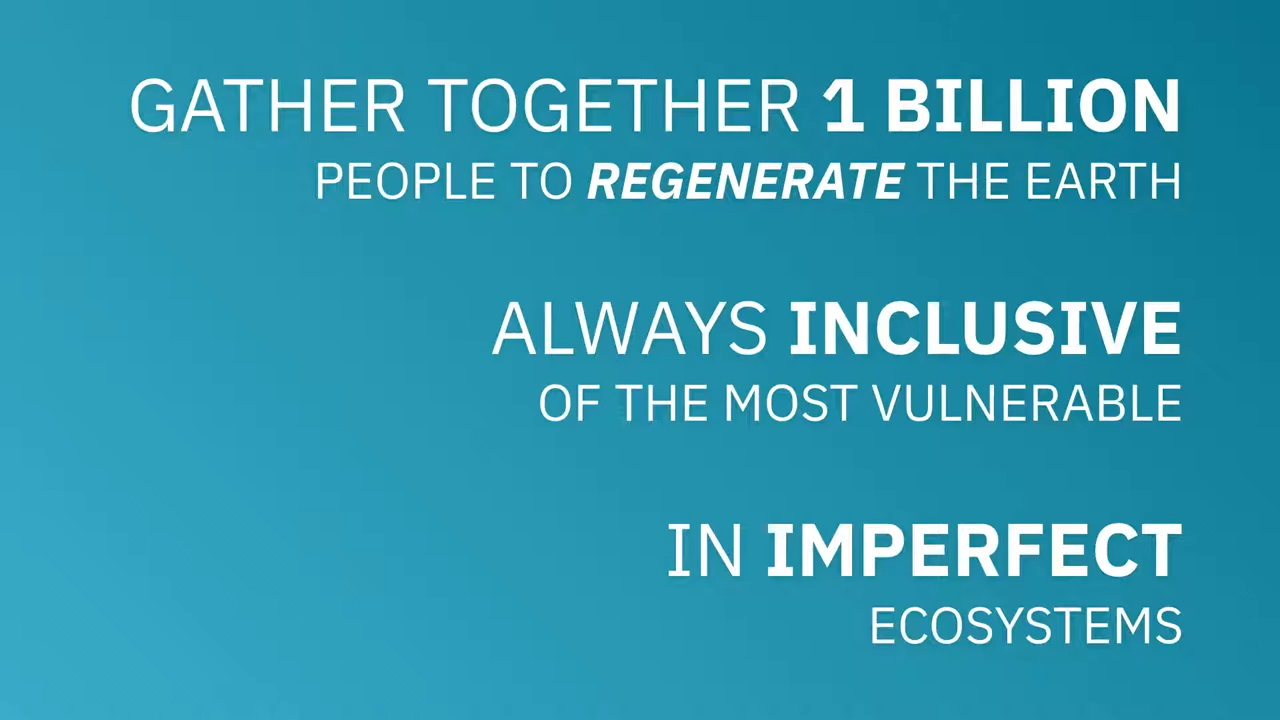 GATHER TOGETHER 1 BILLION
PEOPLE TO REGENERATE THE EARTH
ALWAYS INCLUSIVE
OF THE MOST VULNERABLE
IN IMPERFECT
ECOSYSTEMS